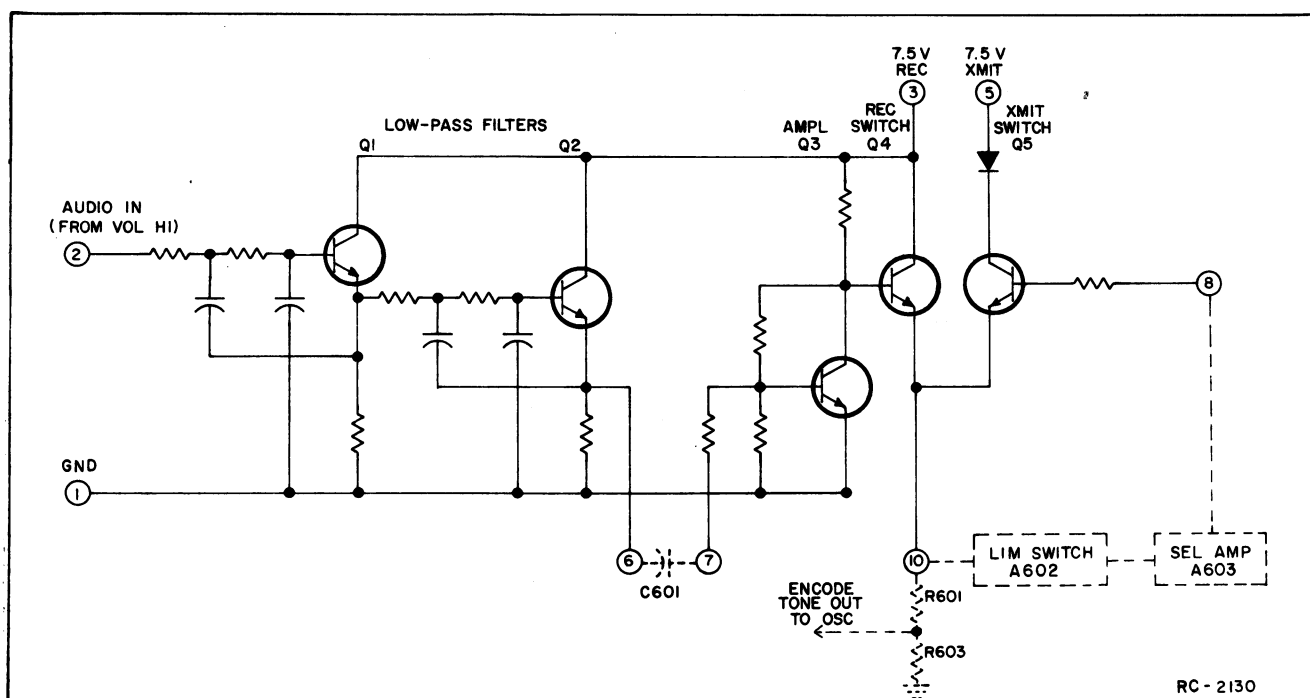 7.5 V
REC
3
7.5 V
XMIT
5
LOW-PASS FILTERS
Q1
Q2
AMPL
Q3
REC
SWITCH
Q4
XMIT
SWITCH
Q5
AUDIO IN
(FROM VOL HI)
2
8
GND
1
6
C601
7
10
LIM SWITCH
A602
SEL AMP
A603
ENCODE
TONE OUT
TO OSC
R601
R603
RC-2130